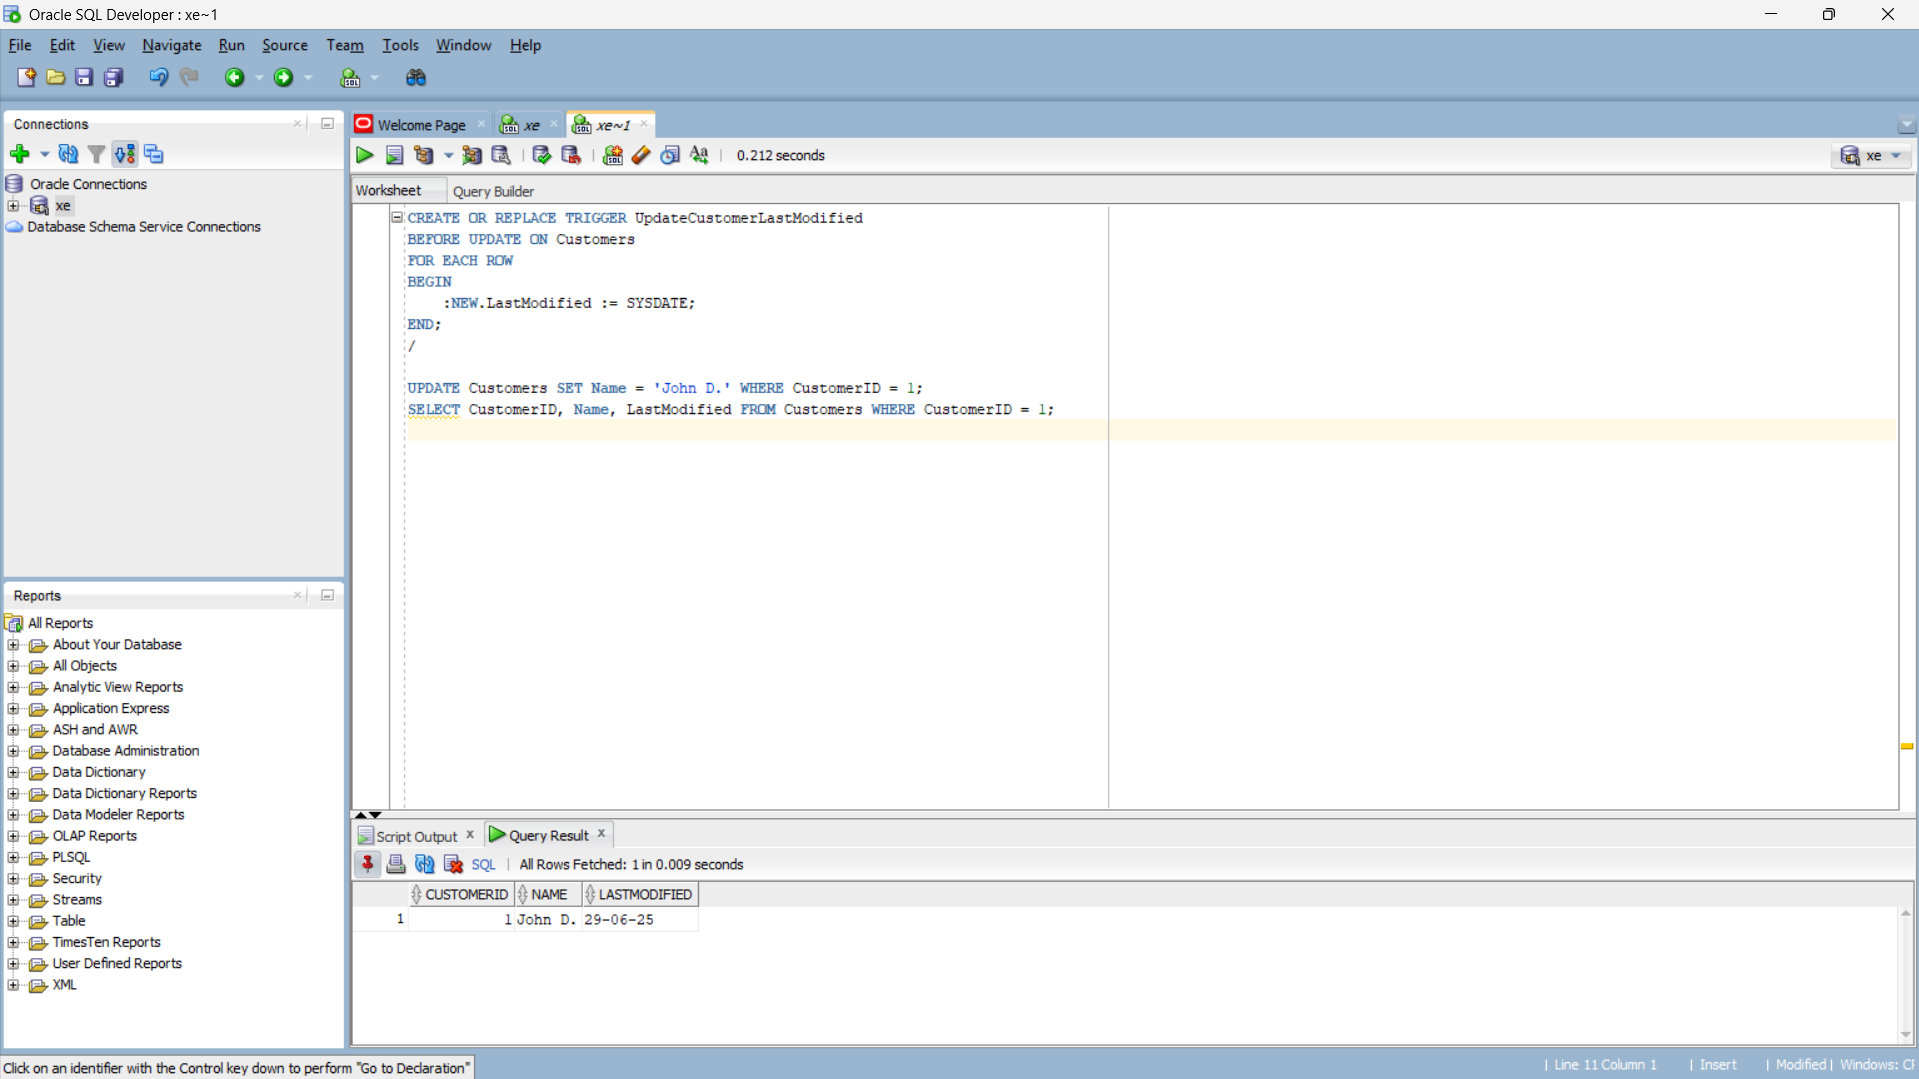 Oracle SQL Developer : xe~1
File Edit View Navigate Run Source Team Tools Window Help
Connections
Oracle Connections
xe
Database Schema Service Connections
Reports
All Reports
About Your Database
All Objects
Analytic View Reports
Application Express
ASH and AWR
Database Administration
Data Dictionary
Data Dictionary Reports
Data Modeler Reports
OLAP Reports
PLSQL
Security
Streams
Table
TimesTen Reports
User Defined Reports
XML
Welcome Page xe xe~1
0.212 seconds
xe
Worksheet Query Builder
CREATE OR REPLACE TRIGGER UpdateCustomerLastModified
BEFORE UPDATE ON Customers
FOR EACH ROW
BEGIN
:NEW.LastModified := SYSDATE;
END;
/
UPDATE Customers SET Name = 'John D.' WHERE CustomerID = 1;
SELECT CustomerID, Name, LastModified FROM Customers WHERE CustomerID = 1;
Script Output Query Result
SQL | All Rows Fetched: 1 in 0.009 seconds
CUSTOMERID NAME LASTMODIFIED
1 1 John D. 29-06-25
Click on an identifier with the Control key down to perform "Go to Declaration"
| Line 11 Column 1 | Insert | Modified | Windows: